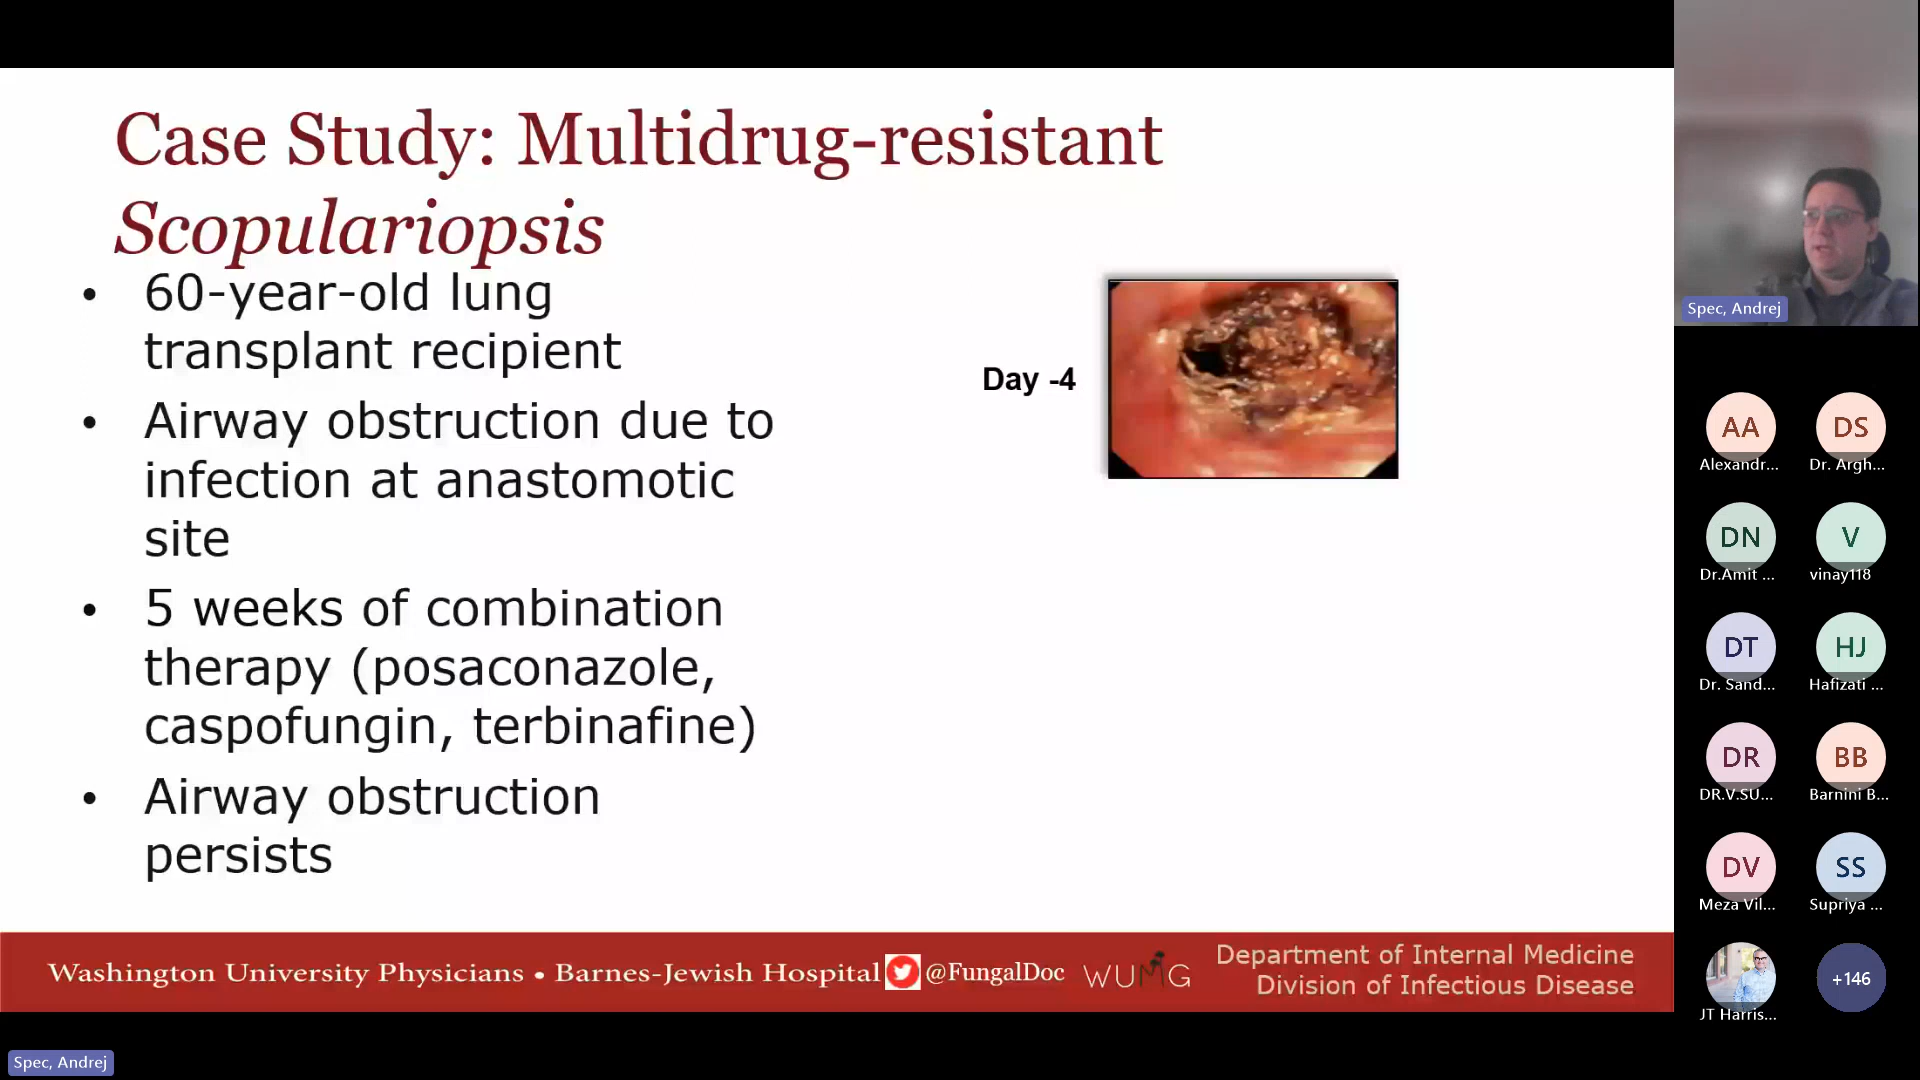 Case Study: Multidrug-resistant
Scopulariopsis
• 60-year-old lung
transplant recipient
• Airway obstruction due to
infection at anastomotic
site
• 5 weeks of combination
therapy (posaconazole,
caspofungin, terbinafine)
• Airway obstruction
persists
Day -4
Washington University Physicians • Barnes-Jewish Hospital @FungalDoc WUMG
Department of Internal Medicine
Division of Infectious Disease
Spec, Andrej
Spec, Andrej
AA DS
Alexandr... Dr. Argh...
DN V
Dr.Amit ... vinay118
DT HJ
Dr. Sand... Hafizati ...
DR BB
DR.V.SU... Barnini B...
DV SS
Meza Vil... Supriya ...
+146
JT Harris...